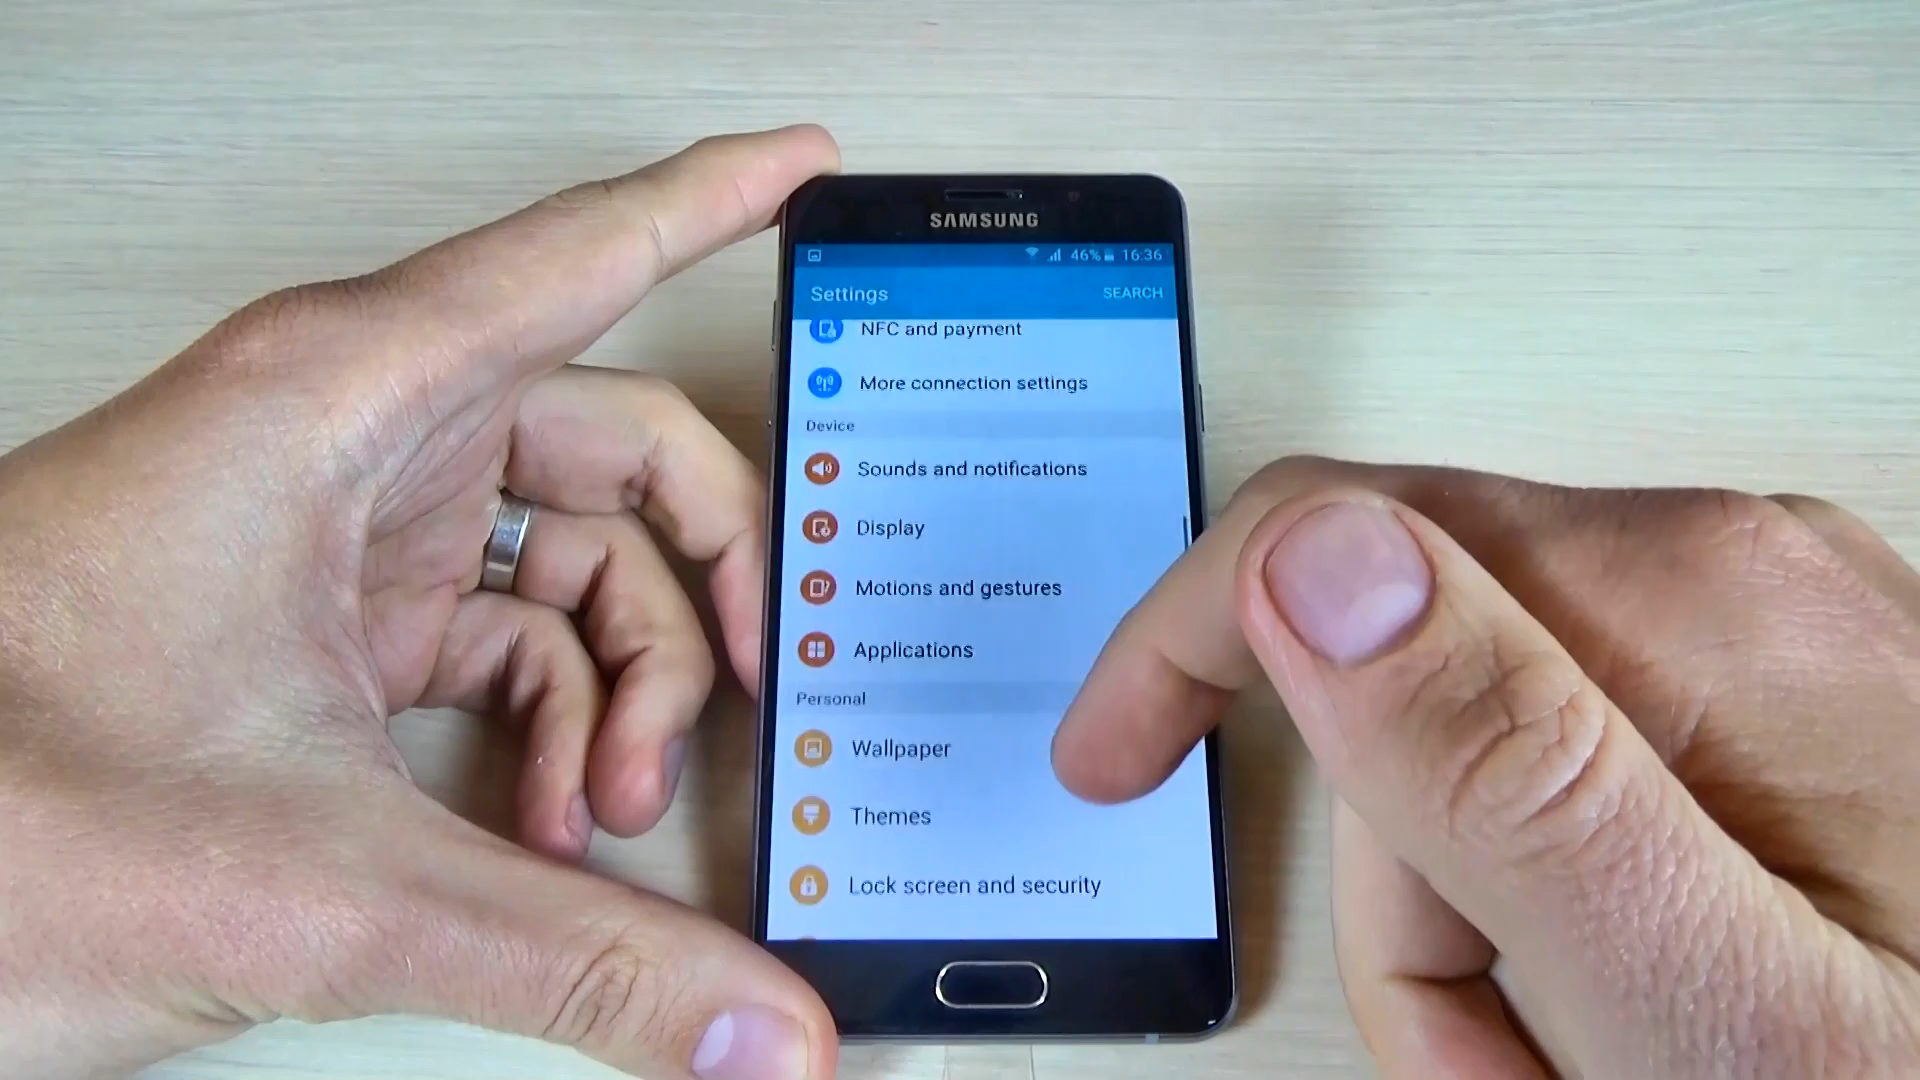 SAMSUNG
46% 16:36
Settings SEARCH
NFC and payment
More connection settings
Device
Sounds and notifications
Display
Motions and gestures
Applications
Personal
Wallpaper
Themes
Lock screen and security